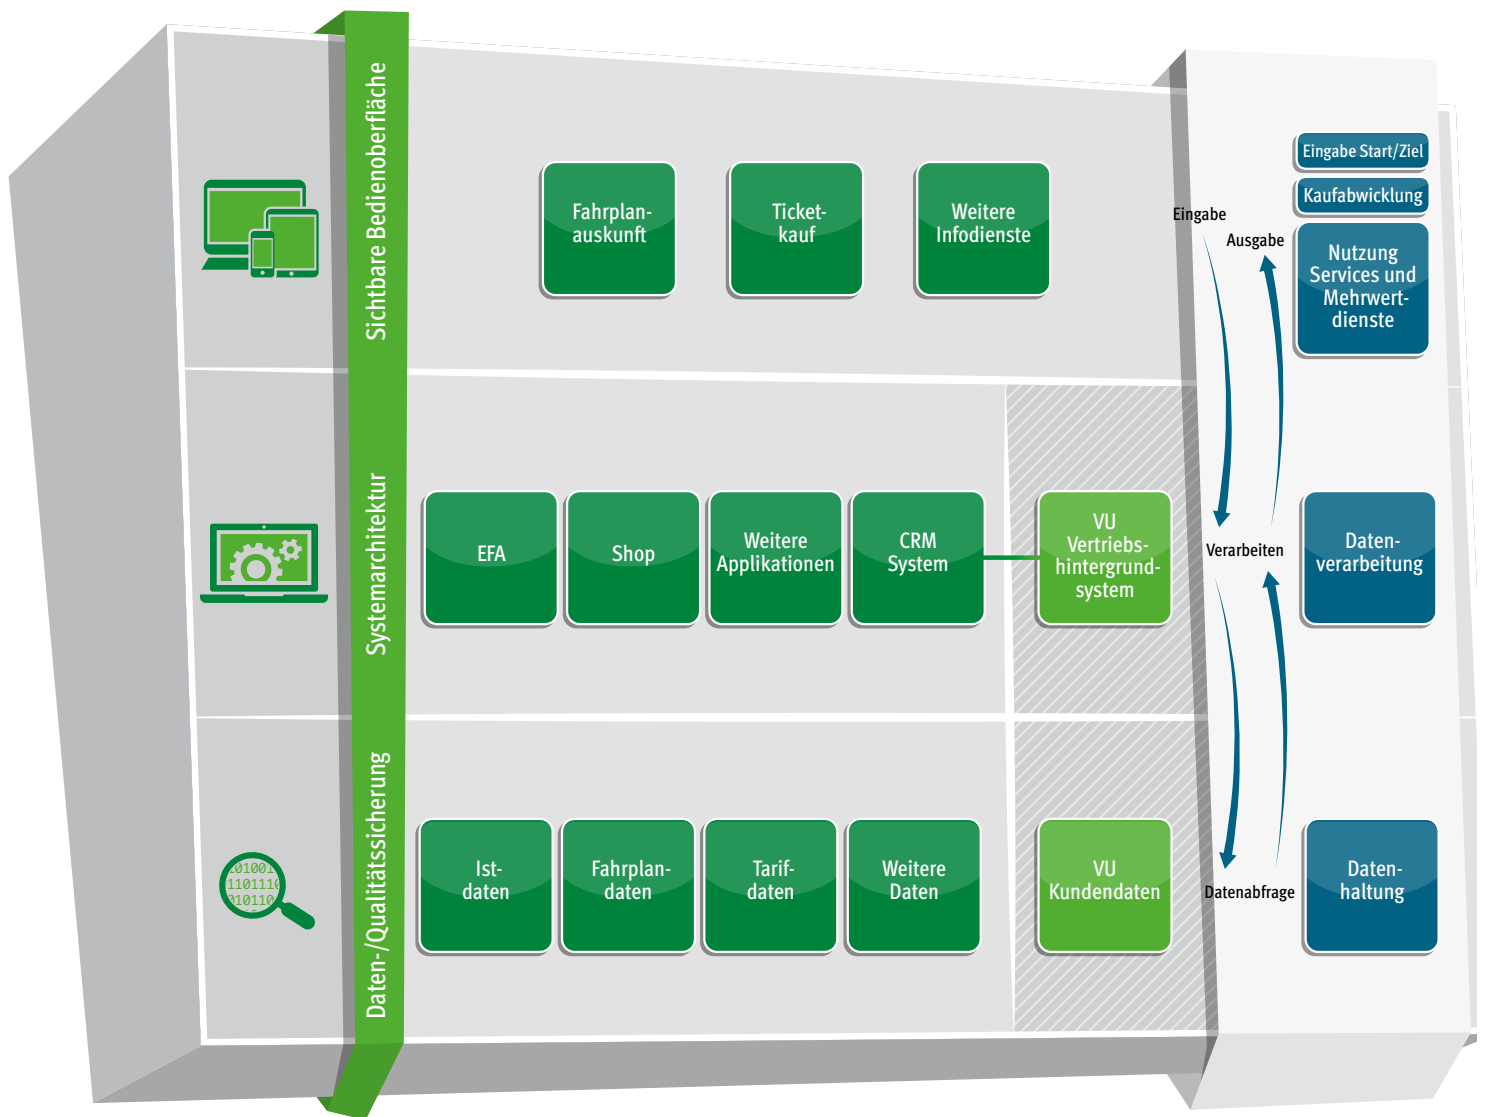 Sichtbare Bedienoberfläche
Fahrplan-
auskunft
Ticket-
kauf
Weitere
Infodienste
Eingabe
Ausgabe
Eingabe Start/Ziel
Kaufabwicklung
Nutzung
Services und
Mehrwert-
dienste
Systemarchitektur
EFA
Shop
Weitere
Applikationen
CRM
System
VU
Vertriebs-
hintergrund-
system
Verarbeiten
Daten-
verarbeitung
Daten-/Qualitätssicherung
Ist-
daten
Fahrplan-
daten
Tarif-
daten
Weitere
Daten
VU
Kundendaten
Datenabfrage
Daten-
haltung